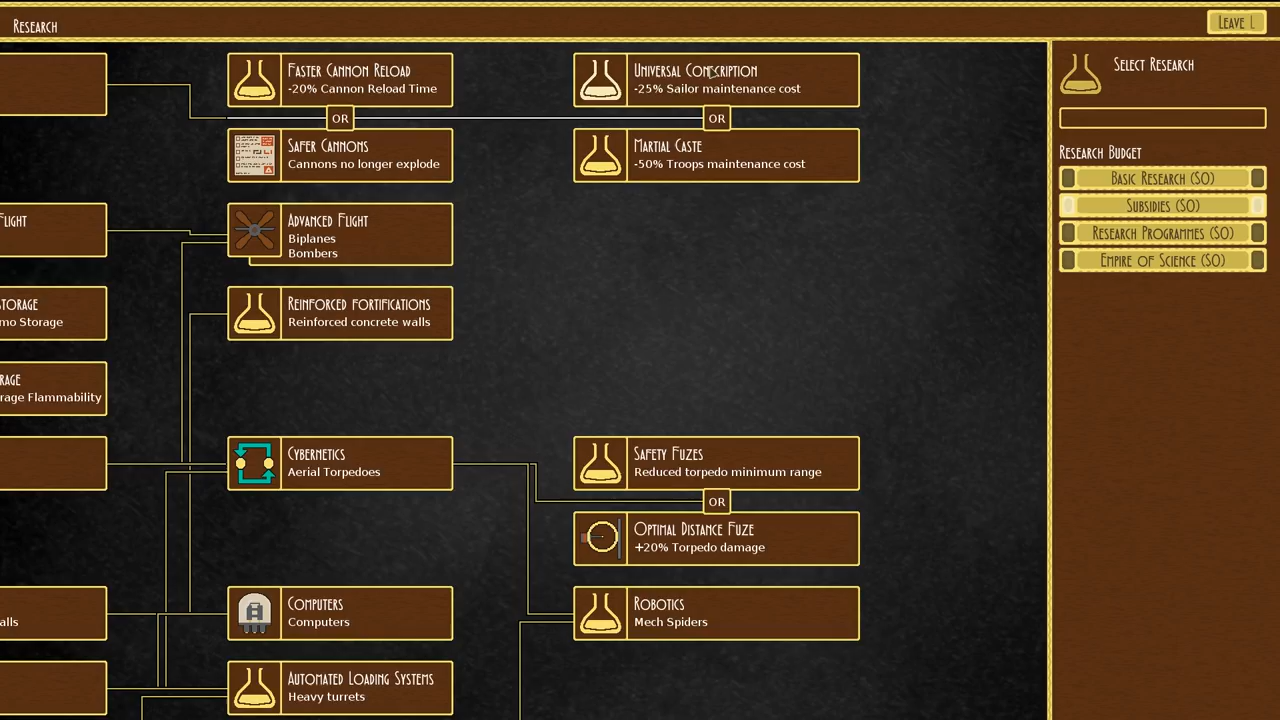 Research
Leave L
Faster Cannon Reload
-20% Cannon Reload Time
OR
Safer Cannons
Cannons no longer explode
Universal Conscription
-25% Sailor maintenance cost
OR
Martial Caste
-50% Troops maintenance cost
Flight
Advanced Flight
Biplanes
Bombers
torage
mo Storage
Reinforced fortifications
Reinforced concrete walls
rage
rage Flammability
Cybernetics
Aerial Torpedoes
Safety Fuzes
Reduced torpedo minimum range
OR
Optimal Distance Fuze
+20% Torpedo damage
alls
Computers
Computers
Robotics
Mech Spiders
Automated Loading Systems
Heavy turrets
Select Research
Research Budget
Basic Research ($0)
Subsidies ($0)
Research Programmes ($0)
Empire of Science ($0)